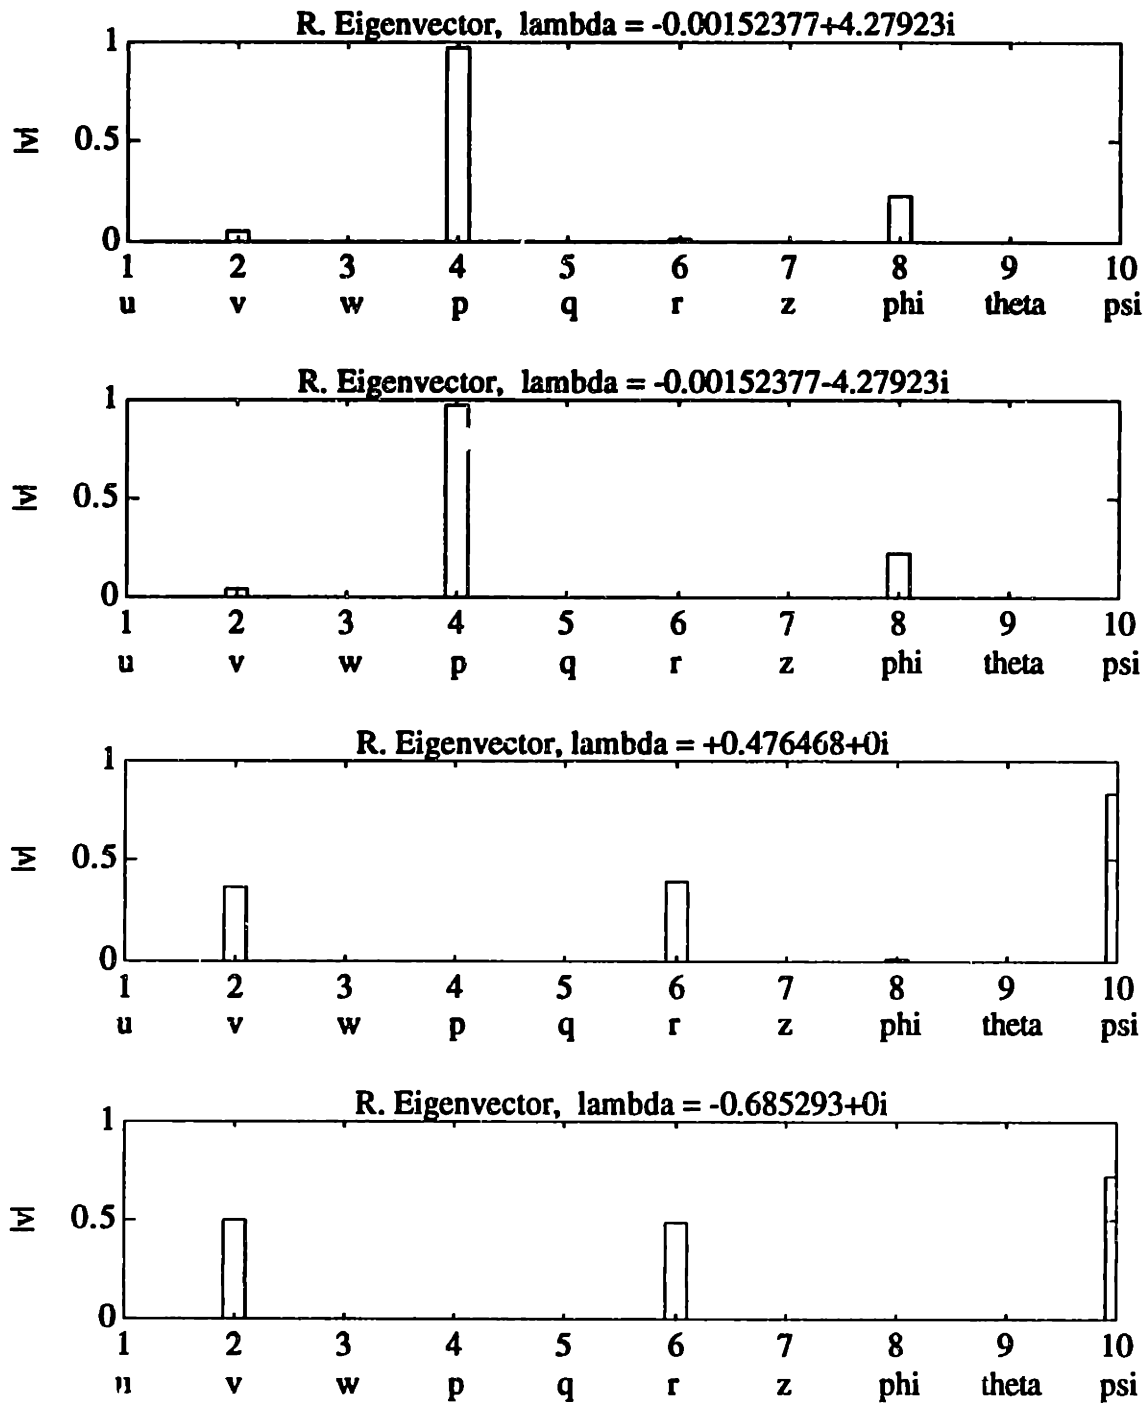 R. Eigenvector, lambda = -0.00152377+4.27923i
1
|v|
0.5
0
1 2 3 4 5 6 7 8 9 10
u v w p q r z phi theta psi
R. Eigenvector, lambda = -0.00152377-4.27923i
1
|v|
0.5
0
1 2 3 4 5 6 7 8 9 10
u v w p q r z phi theta psi
R. Eigenvector, lambda = +0.476468+0i
1
|v|
0.5
0
1 2 3 4 5 6 7 8 9 10
u v w p q r z phi theta psi
R. Eigenvector, lambda = -0.685293+0i
1
|v|
0.5
0
1 2 3 4 5 6 7 8 9 10
u v w p q r z phi theta psi